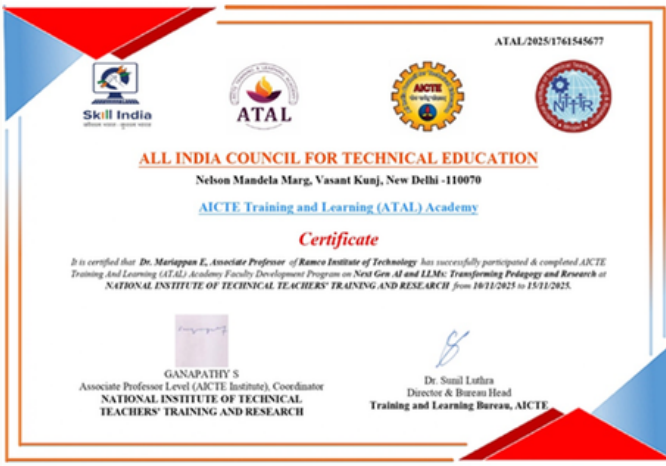 ATAL/2025/1761545677
Skill India
कौशल भारत - कुशल भारत
ATAL
AICTE
NITTTR
ALL INDIA COUNCIL FOR TECHNICAL EDUCATION
Nelson Mandela Marg, Vasant Kunj, New Delhi -110070
AICTE Training and Learning (ATAL) Academy
Certificate
It is certified that Dr. Mariappan E, Associate Professor of Ramco Institute of Technology has successfully participated & completed AICTE
Training And Learning (ATAL) Academy Faculty Development Program on Next Gen AI and LLMs: Transforming Pedagogy and Research at
NATIONAL INSTITUTE OF TECHNICAL TEACHERS' TRAINING AND RESEARCH from 10/11/2025 to 15/11/2025.
GANAPATHY S
Associate Professor Level (AICTE Institute), Coordinator
NATIONAL INSTITUTE OF TECHNICAL
TEACHERS' TRAINING AND RESEARCH
Dr. Sunil Luthra
Director & Bureau Head
Training and Learning Bureau, AICTE